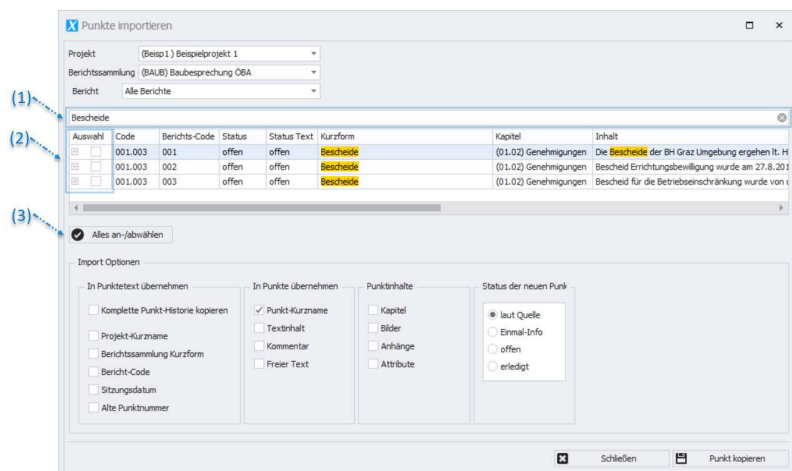 Punkte importieren
Projekt (Beisp1) Beispielprojekt 1
Berichtssammlung (BAUB) Baubesprechung ÖBA
Bericht Alle Berichte
(1)
Bescheide
(2)
Auswahl Code Berichts-Code Status Status Text Kurzform Kapitel Inhalt
001.003 001 offen offen Bescheide (01.02) Genehmigungen Die Bescheide der BH Graz Umgebung ergehen lt. H
001.003 002 offen offen Bescheide (01.02) Genehmigungen Bescheid Errichtungsbewilligung wurde am 27.8.201
001.003 003 offen offen Bescheide (01.02) Genehmigungen Bescheid für die Betriebseinschränkung wurde von
(3)
Alles an-/abwählen
Import Optionen
In Punktetext übernehmen In Punkte übernehmen Punktinhalte Status der neuen Punk
Komplette Punkt-Historie kopieren Punkt-Kurzname Kapitel laut Quelle
Textinhalt Bilder Einmal-Info
Projekt-Kurzname Kommentar Anhänge offen
Berichtssammlung Kurzform Freier Text Attribute erledigt
Bericht-Code
Sitzungsdatum
Alte Punktnummer
Schließen Punkt kopieren